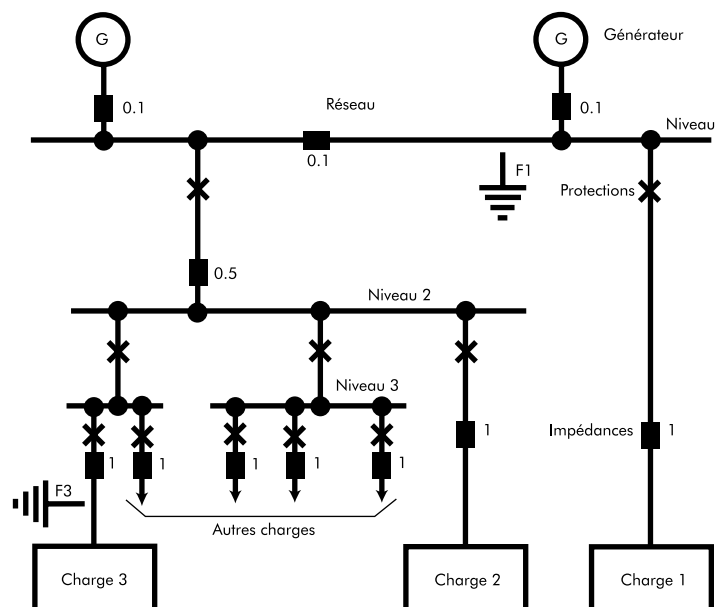 G
G
Générateur
0.1
Réseau
0.1
0.1
Niveau
F1
Protections
0.5
Niveau 2
Niveau 3
1
1
1
1
1
1
Impédances
1
F3
Autres charges
Charge 3
Charge 2
Charge 1